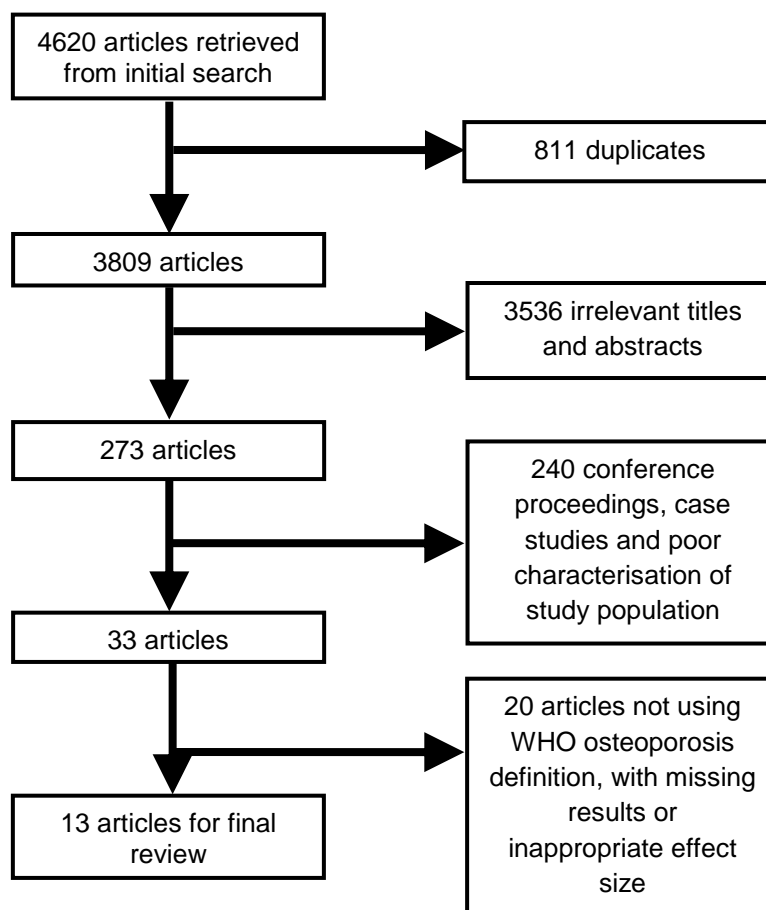 4620 articles retrieved
from initial search
811 duplicates
3809 articles
3536 irrelevant titles
and abstracts
273 articles
240 conference
proceedings, case
studies and poor
characterisation of
study population
33 articles
20 articles not using
WHO osteoporosis
definition, with missing
results or
inappropriate effect
size
13 articles for final
review